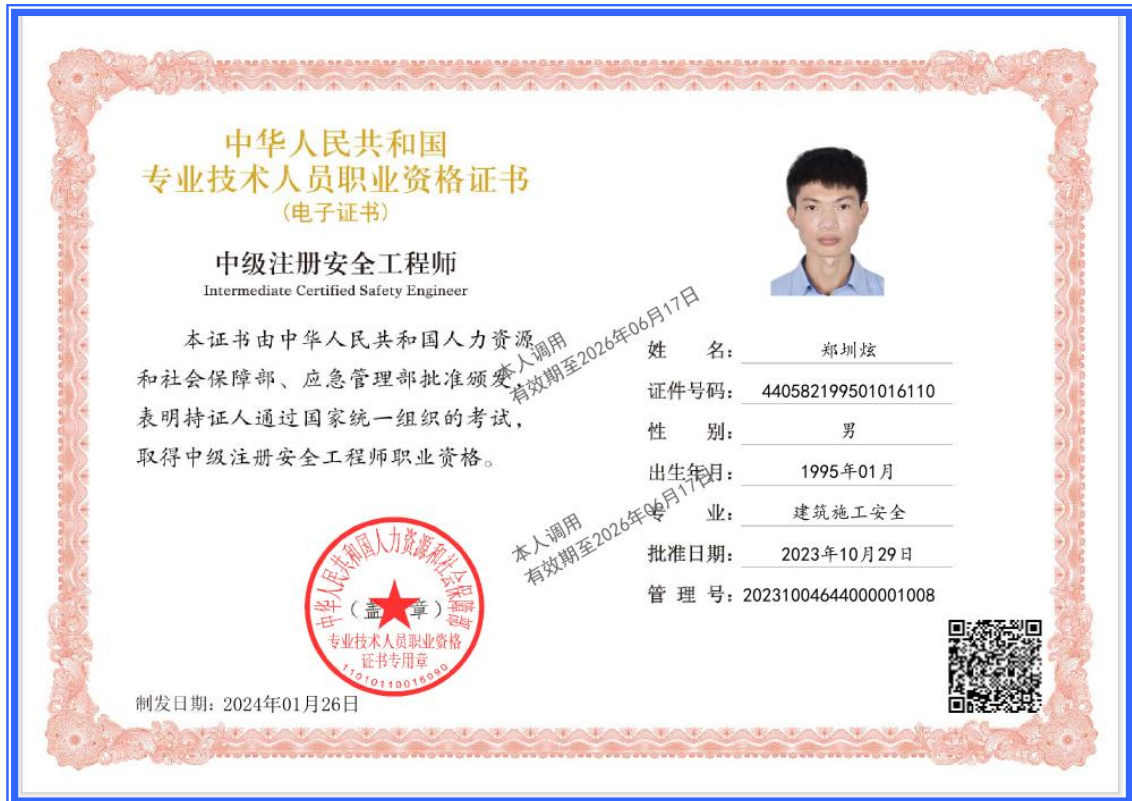 中华人民共和国
专业技术人员职业资格证书
(电子证书)
中级注册安全工程师
Intermediate Certified Safety Engineer
本证书由中华人民共和国人力资源
和社会保障部、应急管理部批准颁发，
表明持证人通过国家统一组织的考试，
取得中级注册安全工程师职业资格。
中华人民共和国人力资源和社会保障部
（盖章）
专业技术人员职业资格
证书专用章
11010110016090
制发日期：2024年01月26日
本人调用
有效期至2026年06月17日
本人调用
有效期至2026年06月17日
姓名：郑圳炫
证件号码：440582199501016110
性别：男
出生年月：1995年01月
专业：建筑施工安全
批准日期：2023年10月29日
管理号：20231004644000001008